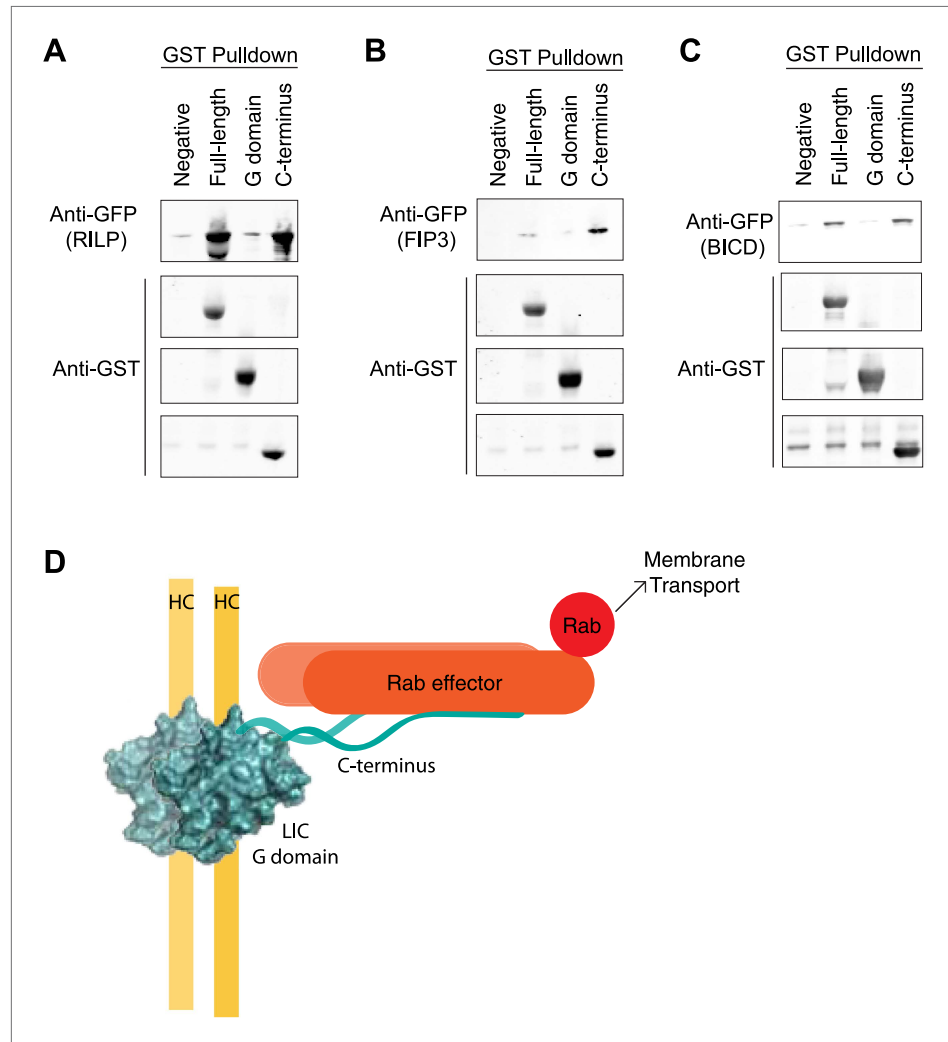 A
GST Pulldown
Negative
Full-length
G domain
C-terminus
Anti-GFP
(RILP)
Anti-GST
B
GST Pulldown
Negative
Full-length
G domain
C-terminus
Anti-GFP
(FIP3)
Anti-GST
C
GST Pulldown
Negative
Full-length
G domain
C-terminus
Anti-GFP
(BICD)
Anti-GST
D
HC
HC
Membrane
Transport
Rab
Rab effector
C-terminus
LIC
G domain